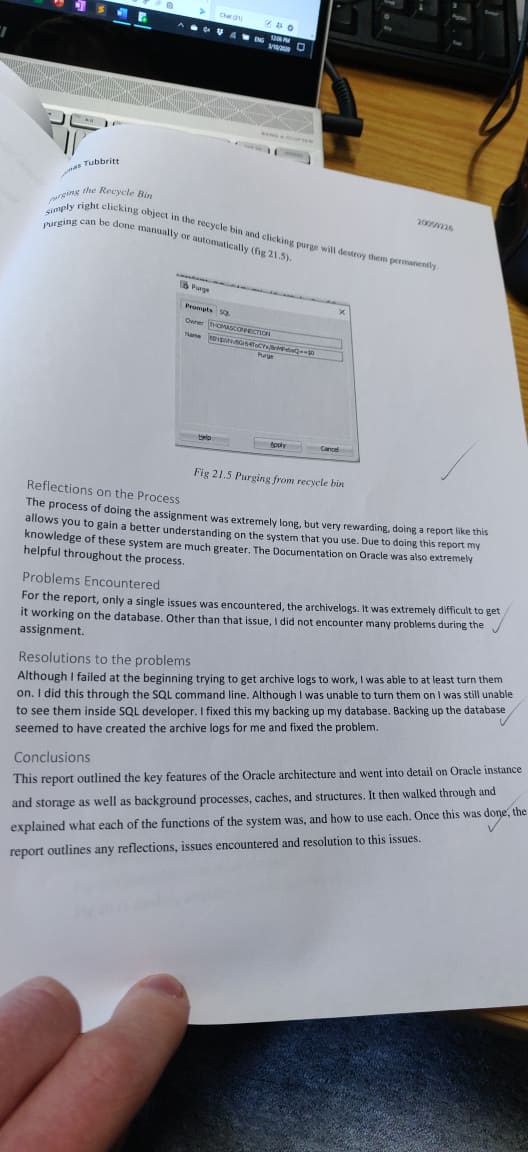 Chat (21)
ENG
12:06 PM
3/10/2020
BANG & OLUFSEN
Tubbritt
20059226
Purging the Recycle Bin
Simply right clicking object in the recycle bin and clicking purge will destroy them permanently.
Purging can be done manually or automatically (fig 21.5).
Purge
Prompts SQL
Owner THOMASCONNECTION
Name
Purge
Help Apply Cancel
Fig 21.5 Purging from recycle bin
Reflections on the Process
The process of doing the assignment was extremely long, but very rewarding, doing a report like this
allows you to gain a better understanding on the system that you use. Due to doing this report my
knowledge of these system are much greater. The Documentation on Oracle was also extremely
helpful throughout the process.
Problems Encountered
For the report, only a single issues was encountered, the archivelogs. It was extremely difficult to get
it working on the database. Other than that issue, I did not encounter many problems during the
assignment.
Resolutions to the problems
Although I failed at the beginning trying to get archive logs to work, I was able to at least turn them
on. I did this through the SQL command line. Although I was unable to turn them on I was still unable
to see them inside SQL developer. I fixed this my backing up my database. Backing up the database
seemed to have created the archive logs for me and fixed the problem.
Conclusions
This report outlined the key features of the Oracle architecture and went into detail on Oracle instance
and storage as well as background processes, caches, and structures. It then walked through and
explained what each of the functions of the system was, and how to use each. Once this was done, the
report outlines any reflections, issues encountered and resolution to this issues.